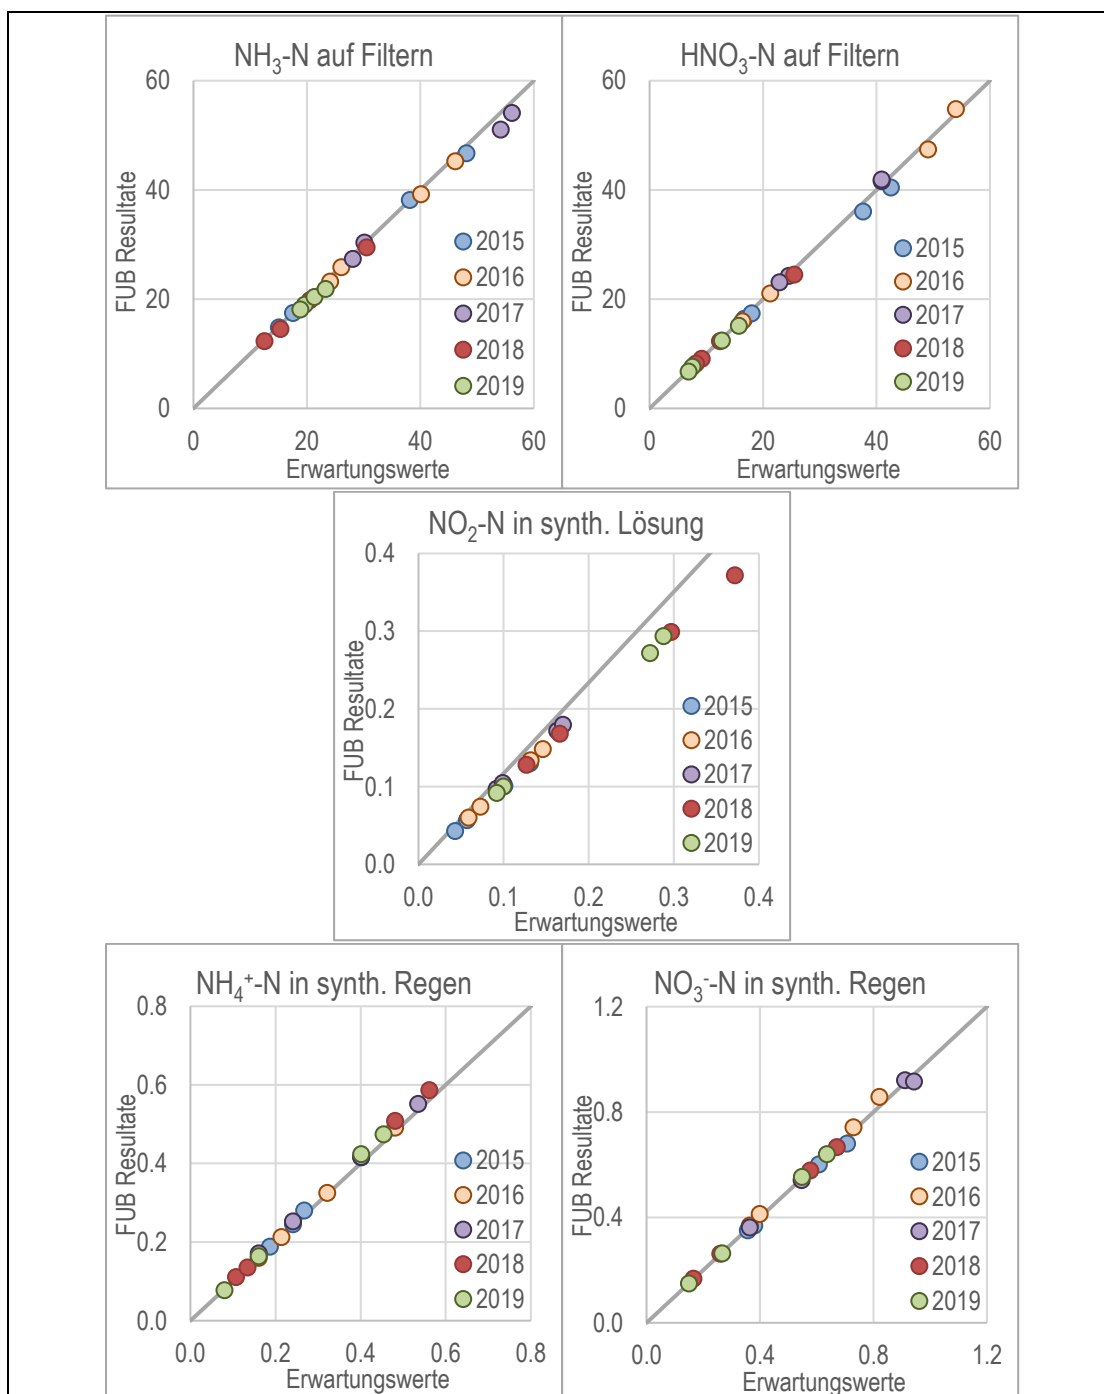 NH₃-N auf Filtern
60
40
20
0
FUB Resultate
0 20 40 60
Erwartungswerte
2015
2016
2017
2018
2019
HNO₃-N auf Filtern
60
40
20
0
FUB Resultate
0 20 40 60
Erwartungswerte
2015
2016
2017
2018
2019
NO₂-N in synth. Lösung
0.4
0.3
0.2
0.1
0.0
FUB Resultate
0.0 0.1 0.2 0.3 0.4
Erwartungswerte
2015
2016
2017
2018
2019
NH₄⁺-N in synth. Regen
0.8
0.6
0.4
0.2
0.0
FUB Resultate
0.0 0.2 0.4 0.6 0.8
Erwartungswerte
2015
2016
2017
2018
2019
NO₃⁻-N in synth. Regen
1.2
0.8
0.4
0.0
FUB Resultate
0.0 0.4 0.8 1.2
Erwartungswerte
2015
2016
2017
2018
2019